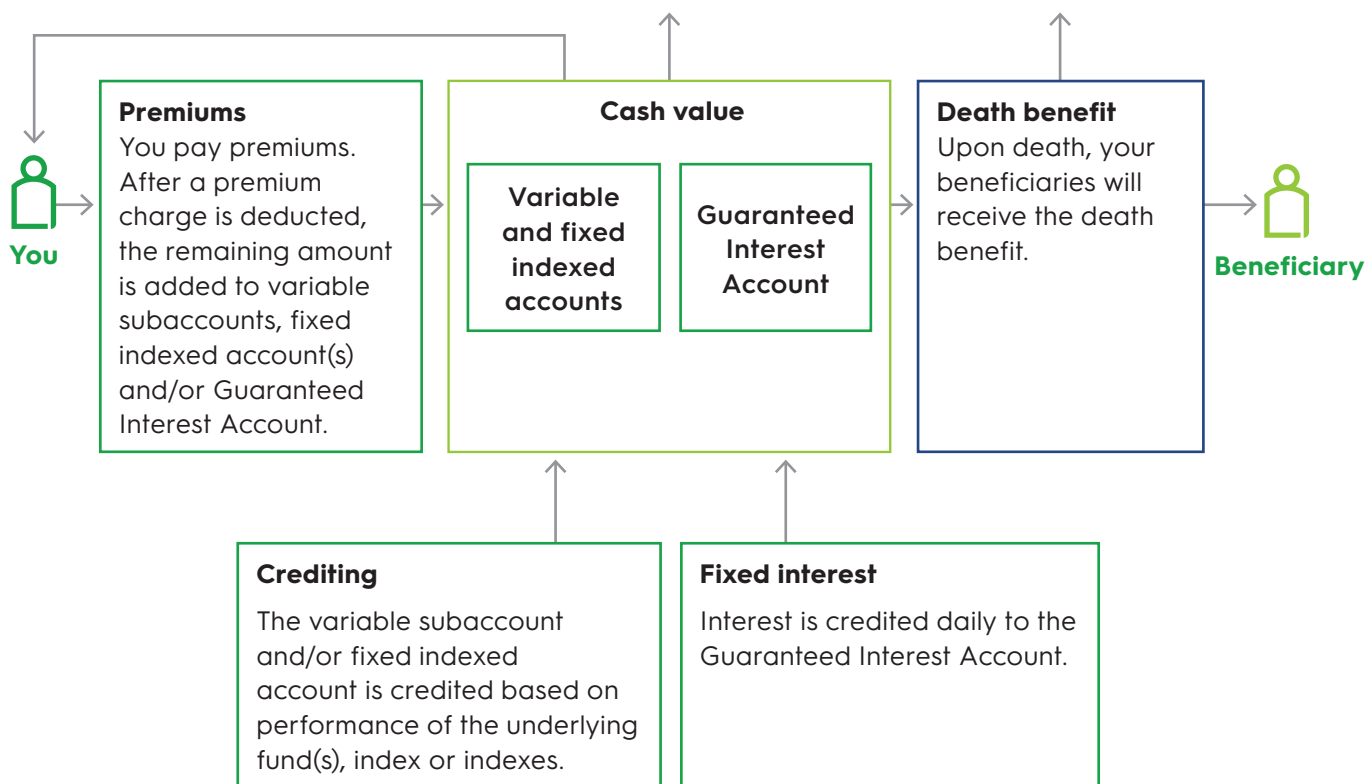 You
Premiums
You pay premiums.
After a premium
charge is deducted,
the remaining amount
is added to variable
subaccounts, fixed
indexed account(s)
and/or Guaranteed
Interest Account.
Cash value
Variable
and fixed
indexed
accounts
Guaranteed
Interest
Account
Death benefit
Upon death, your
beneficiaries will
receive the death
benefit.
Beneficiary
Crediting
The variable subaccount
and/or fixed indexed
account is credited based on
performance of the underlying
fund(s), index or indexes.
Fixed interest
Interest is credited daily to the
Guaranteed Interest Account.